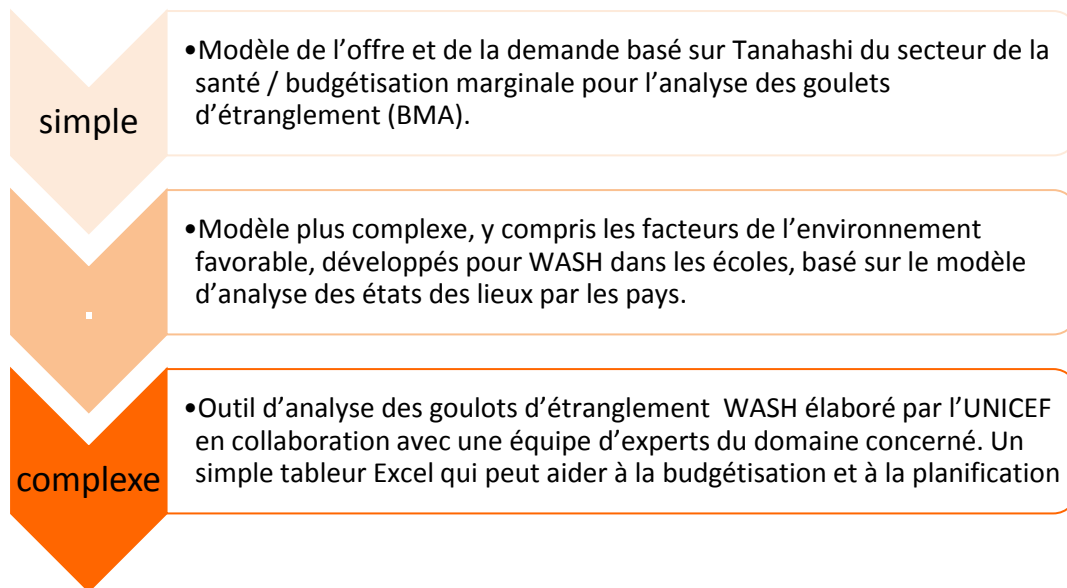 simple
•Modèle de l’offre et de la demande basé sur Tanahashi du secteur de la
santé / budgétisation marginale pour l’analyse des goulets
d’étranglement (BMA).
.
•Modèle plus complexe, y compris les facteurs de l’environnement
favorable, développés pour WASH dans les écoles, basé sur le modèle
d’analyse des états des lieux par les pays.
complexe
•Outil d’analyse des goulots d’étranglement  WASH élaboré par l’UNICEF
en collaboration avec une équipe d’experts du domaine concerné. Un
simple tableur Excel qui peut aider à la budgétisation et à la planification